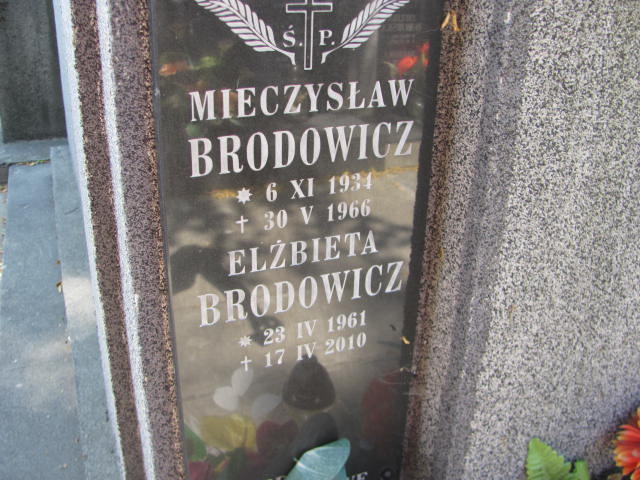 Ś. P.
MIECZYSŁAW
BRODOWICZ
* 6 XI 1934
+ 30 V 1966
ELŻBIETA
BRODOWICZ
* 23 IV 1961
+ 17 IV 2010